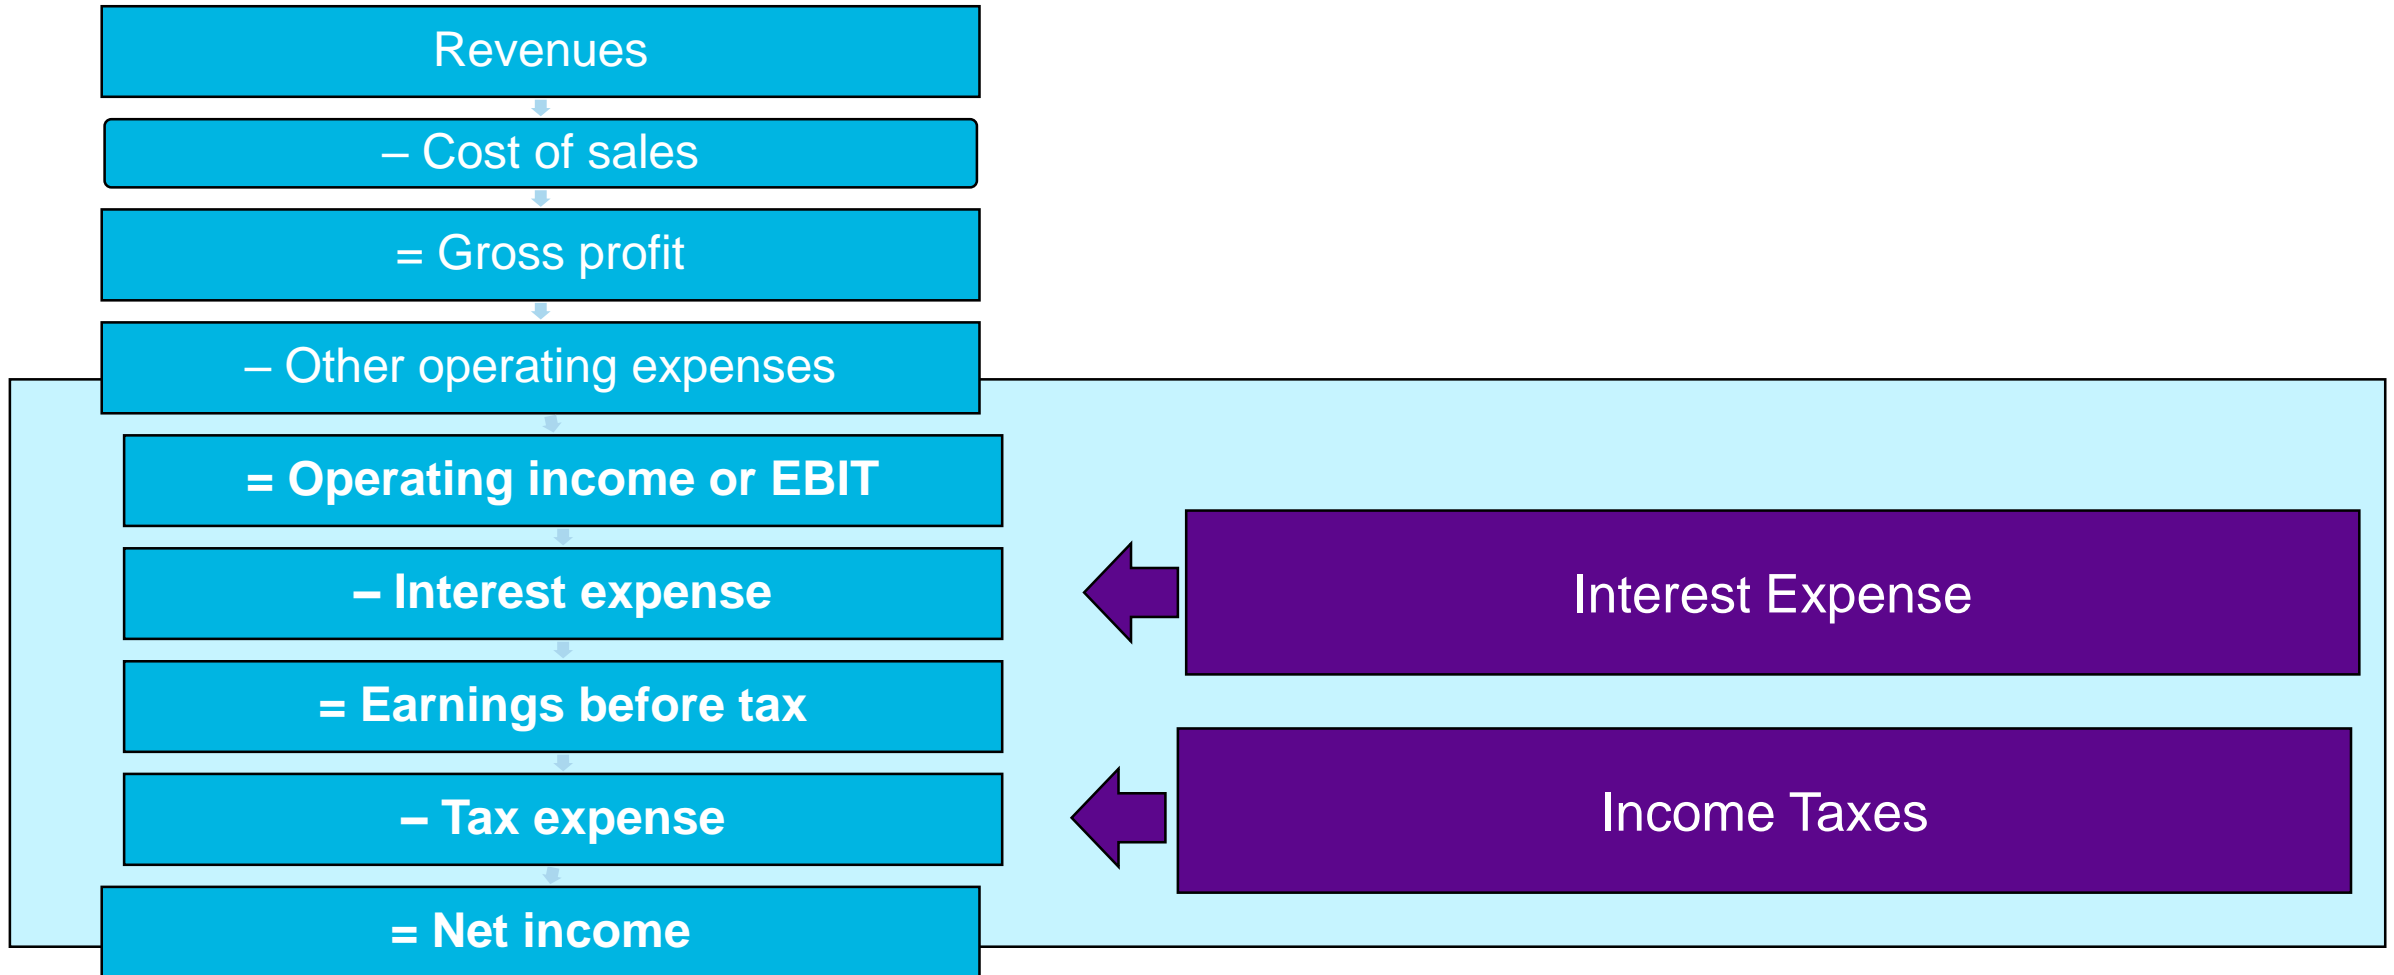 Revenues
– Cost of sales
= Gross profit
– Other operating expenses
= Operating income or EBIT
– Interest expense
Interest Expense
= Earnings before tax
– Tax expense
Income Taxes
= Net income